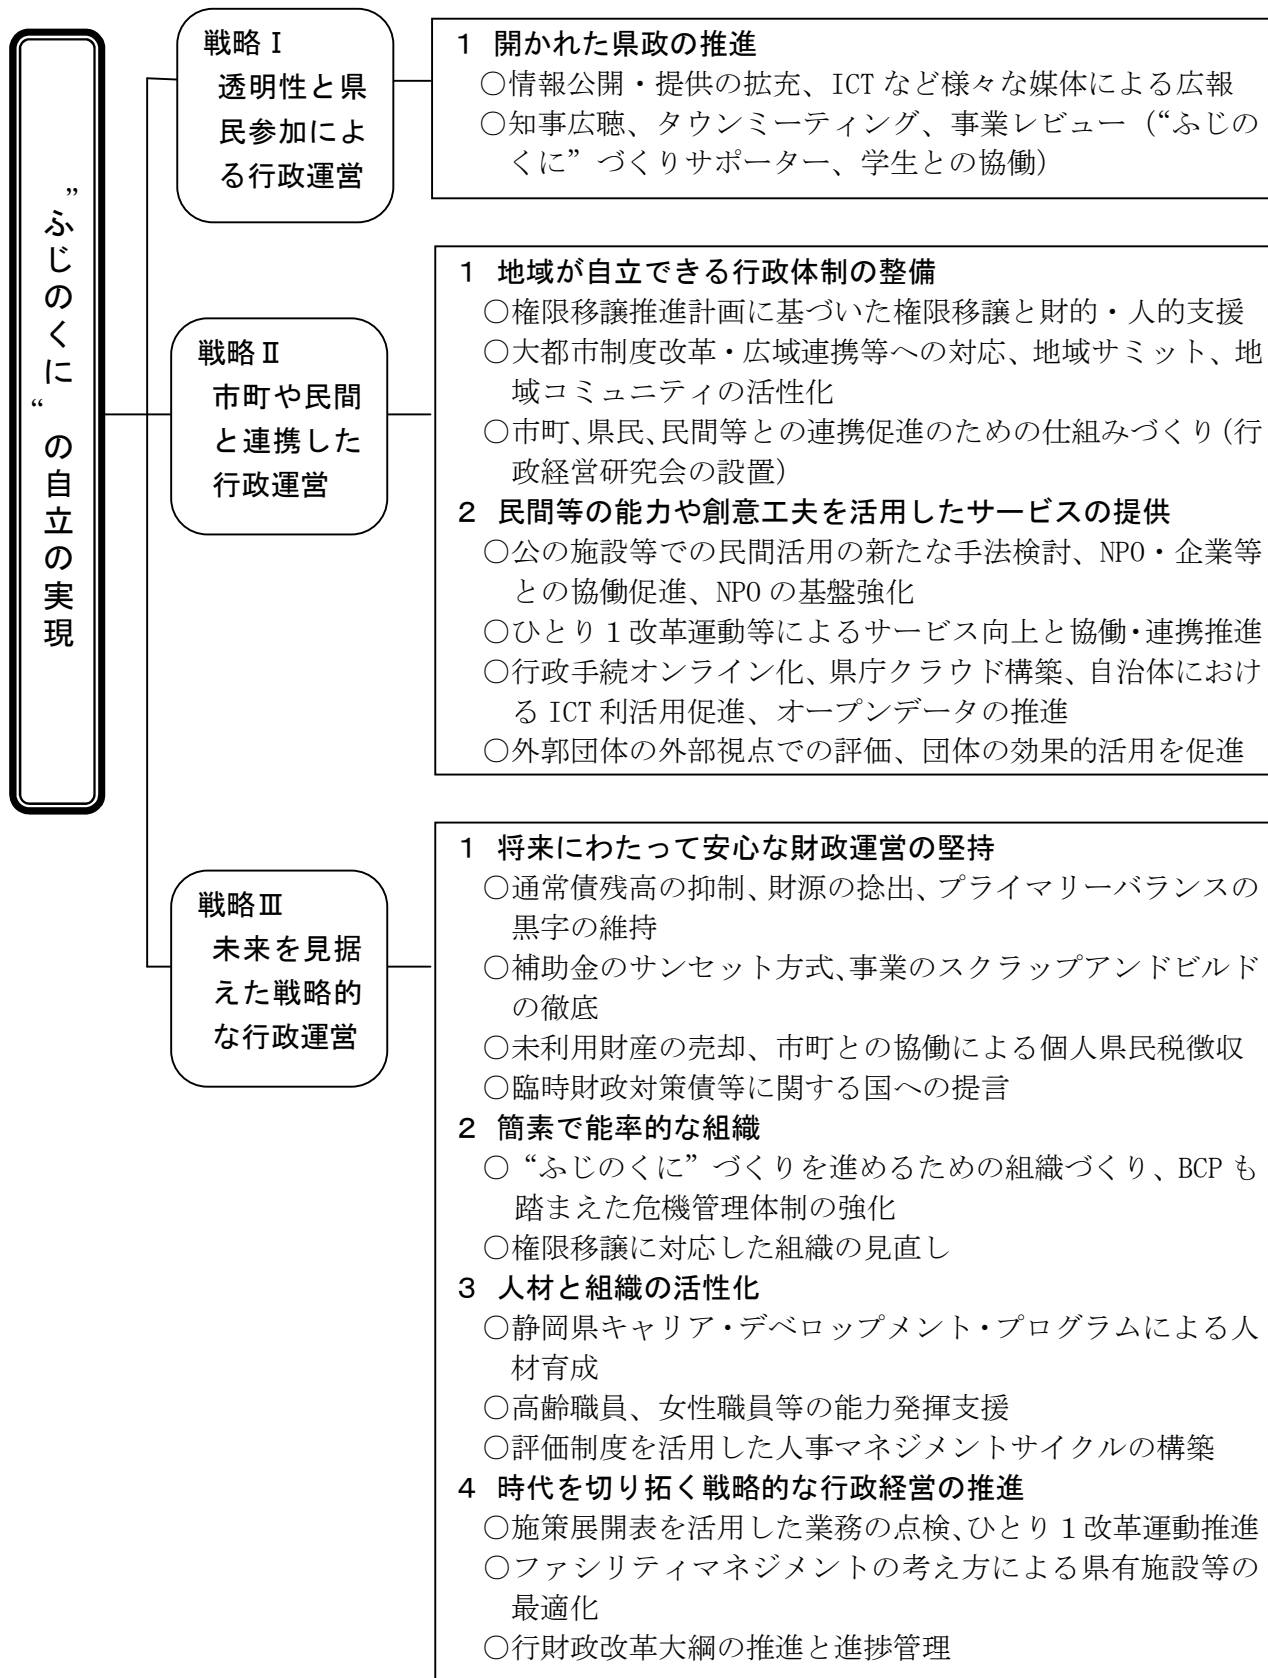 ”ふじのくに“の自立の実現
戦略Ⅰ
透明性と県
民参加によ
る行政運営
1 開かれた県政の推進
○情報公開・提供の拡充、ICT など様々な媒体による広報
○知事広聴、タウンミーティング、事業レビュー（“ふじの
くに”づくりサポーター、学生との協働）
戦略Ⅱ
市町や民間
と連携した
行政運営
1 地域が自立できる行政体制の整備
○権限移譲推進計画に基づいた権限移譲と財的・人的支援
○大都市制度改革・広域連携等への対応、地域サミット、地
域コミュニティの活性化
○市町、県民、民間等との連携促進のための仕組みづくり（行
政経営研究会の設置）
2 民間等の能力や創意工夫を活用したサービスの提供
○公の施設等での民間活用の新たな手法検討、NPO・企業等
との協働促進、NPO の基盤強化
○ひとり１改革運動等によるサービス向上と協働・連携推進
○行政手続オンライン化、県庁クラウド構築、自治体におけ
る ICT 利活用促進、オープンデータの推進
○外郭団体の外部視点での評価、団体の効果的活用を促進
戦略Ⅲ
未来を見据
えた戦略的
な行政運営
1 将来にわたって安心な財政運営の堅持
○通常債残高の抑制、財源の捻出、プライマリーバランスの
黒字の維持
○補助金のサンセット方式、事業のスクラップアンドビルド
の徹底
○未利用財産の売却、市町との協働による個人県民税徴収
○臨時財政対策債等に関する国への提言
2 簡素で能率的な組織
○“ふじのくに”づくりを進めるための組織づくり、BCP も
踏まえた危機管理体制の強化
○権限移譲に対応した組織の見直し
3 人材と組織の活性化
○静岡県キャリア・デベロップメント・プログラムによる人
材育成
○高齢職員、女性職員等の能力発揮支援
○評価制度を活用した人事マネジメントサイクルの構築
4 時代を切り拓く戦略的な行政経営の推進
○施策展開表を活用した業務の点検、ひとり１改革運動推進
○ファシリティマネジメントの考え方による県有施設等の
最適化
○行財政改革大綱の推進と進捗管理